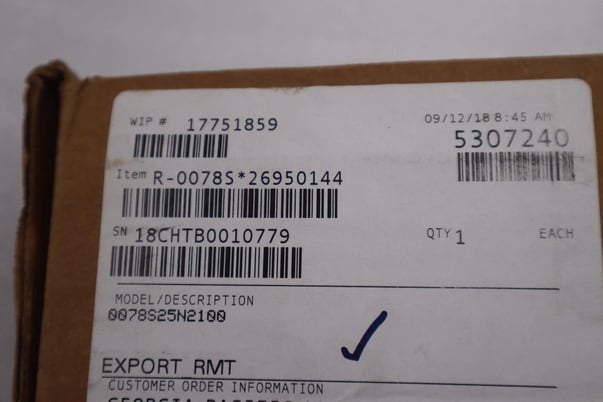 WIP # 17751859
09/12/18 8:45 AM
5307240
Item R-0078S*26950144
SN 18CHTB0010779
QTY 1 EACH
MODEL/DESCRIPTION
0078S25N2100
EXPORT RMT
CUSTOMER ORDER INFORMATION